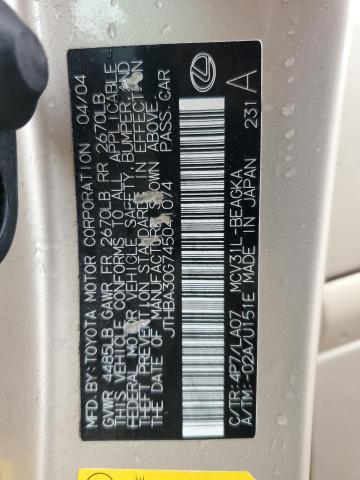 MFD.BY: TOYOTA MOTOR CORPORATION 04/04
GVWR 4485LB GAWR FR 2670LB RR 2670LB
THIS VEHICLE CONFORMS TO ALL APPLICABLE
FEDERAL MOTOR VEHICLE SAFETY, BUMPER, AND
THEFT PREVENTION STANDARDS IN EFFECT ON
THE DATE OF MANUFACTURE SHOWN ABOVE.
PASS.CAR
C/TR: 4P7/LA07 MCV31L-BEAGKA
A/TM: -02A/U151E MADE IN JAPAN 231 A